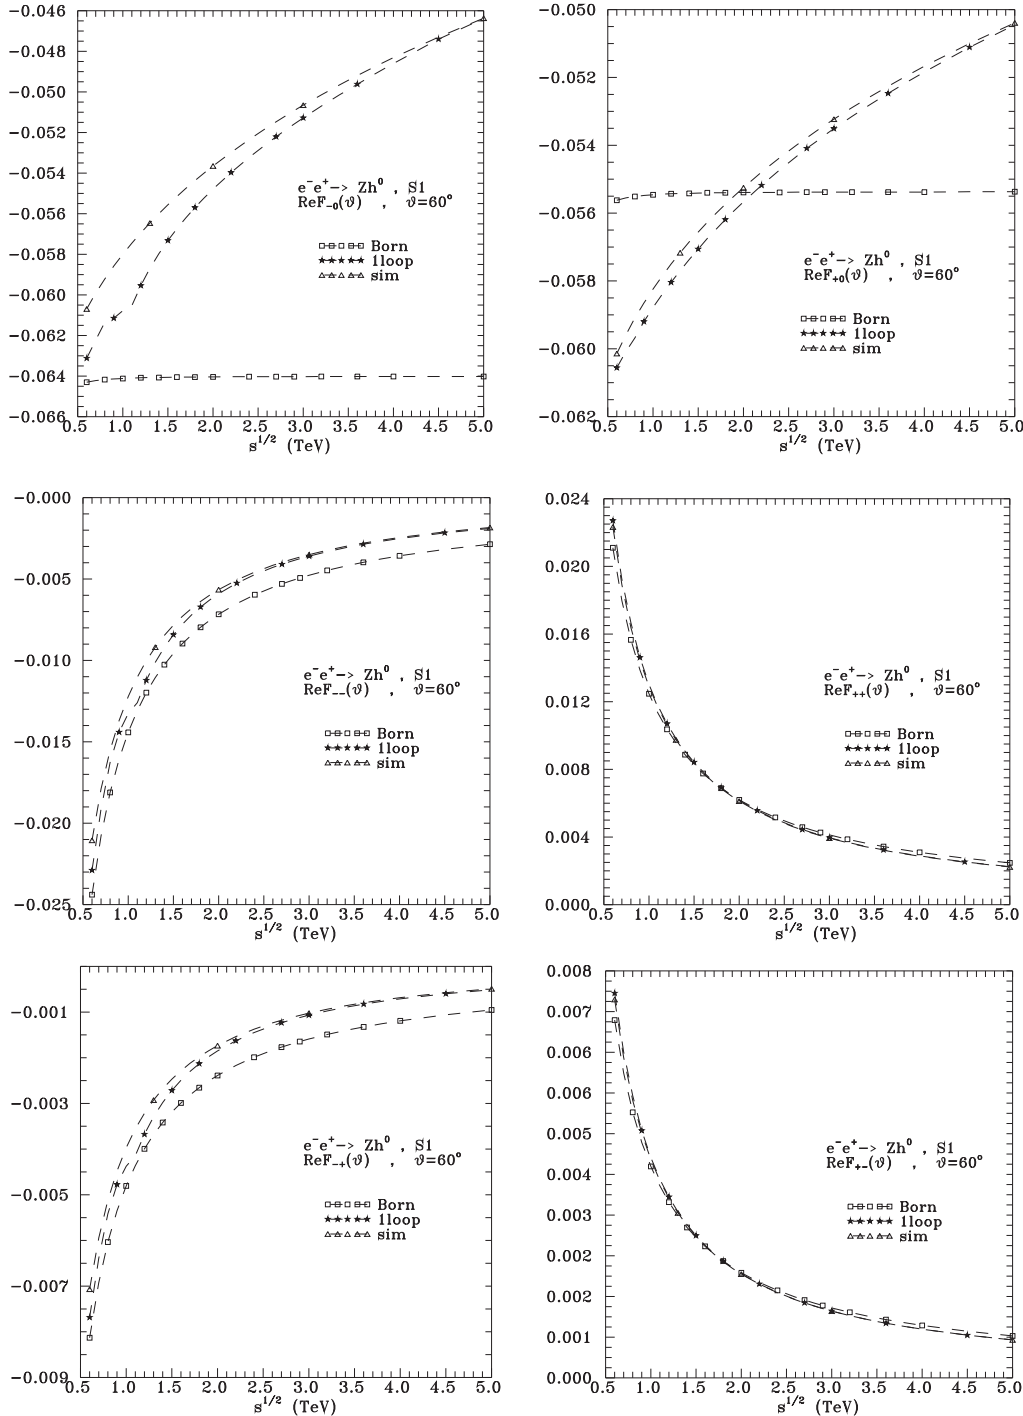 −0.046
−0.048
−0.050
−0.052
−0.054
−0.056
−0.058
−0.060
−0.062
−0.064
−0.066
e⁻e⁺−> Zh⁰ , S1
ReF₋₀(ϑ) , ϑ=60°
Born
1loop
sim
0.5 1.0 1.5 2.0 2.5 3.0 3.5 4.0 4.5 5.0
s^1/2 (TeV)
−0.050
−0.052
−0.054
−0.056
−0.058
−0.060
−0.062
e⁻e⁺−> Zh⁰ , S1
ReF₊₀(ϑ) , ϑ=60°
Born
1loop
sim
0.5 1.0 1.5 2.0 2.5 3.0 3.5 4.0 4.5 5.0
s^1/2 (TeV)
−0.000
−0.005
−0.010
−0.015
−0.020
−0.025
e⁻e⁺−> Zh⁰ , S1
ReF₋₋(ϑ) , ϑ=60°
Born
1loop
sim
0.5 1.0 1.5 2.0 2.5 3.0 3.5 4.0 4.5 5.0
s^1/2 (TeV)
0.024
0.020
0.016
0.012
0.008
0.004
0.000
e⁻e⁺−> Zh⁰ , S1
ReF₊₊(ϑ) , ϑ=60°
Born
1loop
sim
0.5 1.0 1.5 2.0 2.5 3.0 3.5 4.0 4.5 5.0
s^1/2 (TeV)
−0.001
−0.003
−0.005
−0.007
−0.009
e⁻e⁺−> Zh⁰ , S1
ReF₋₊(ϑ) , ϑ=60°
Born
1loop
sim
0.5 1.0 1.5 2.0 2.5 3.0 3.5 4.0 4.5 5.0
s^1/2 (TeV)
0.008
0.007
0.006
0.006
0.005
0.004
0.003
0.002
0.002
0.001
0.000
e⁻e⁺−> Zh⁰ , S1
ReF₊₋(ϑ) , ϑ=60°
Born
1loop
sim
0.5 1.0 1.5 2.0 2.5 3.0 3.5 4.0 4.5 5.0
s^1/2 (TeV)